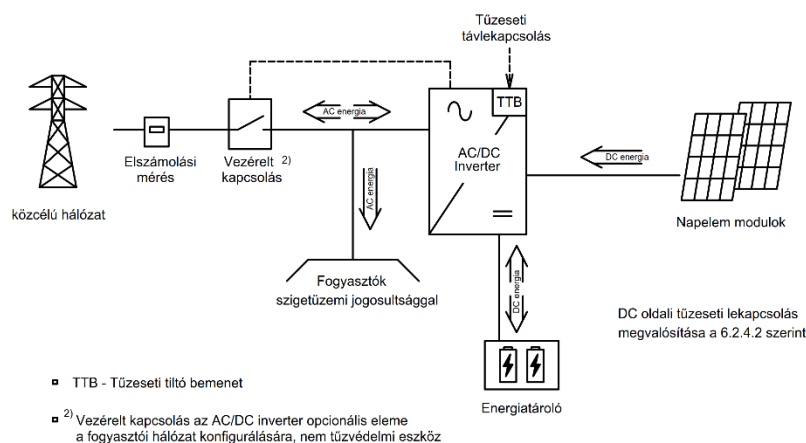 Tűzeseti
távlekapcsolás
TTB
AC energia
AC/DC
Inverter
DC energia
Elszámolási
mérés
Vezérelt 2)
kapcsolás
közcélú hálózat
AC energia
Napelem modulok
Fogyasztók
szigetüzemi jogosultsággal
DC energia
DC oldali tűzeseti lekapcsolás
megvalósítása a 6.2.4.2 szerint
Energiatároló
TTB - Tűzeseti tiltó bemenet
2) Vezérelt kapcsolás az AC/DC inverter opcionális eleme
a fogyasztói hálózat konfigurálására, nem tűzvédelmi eszköz